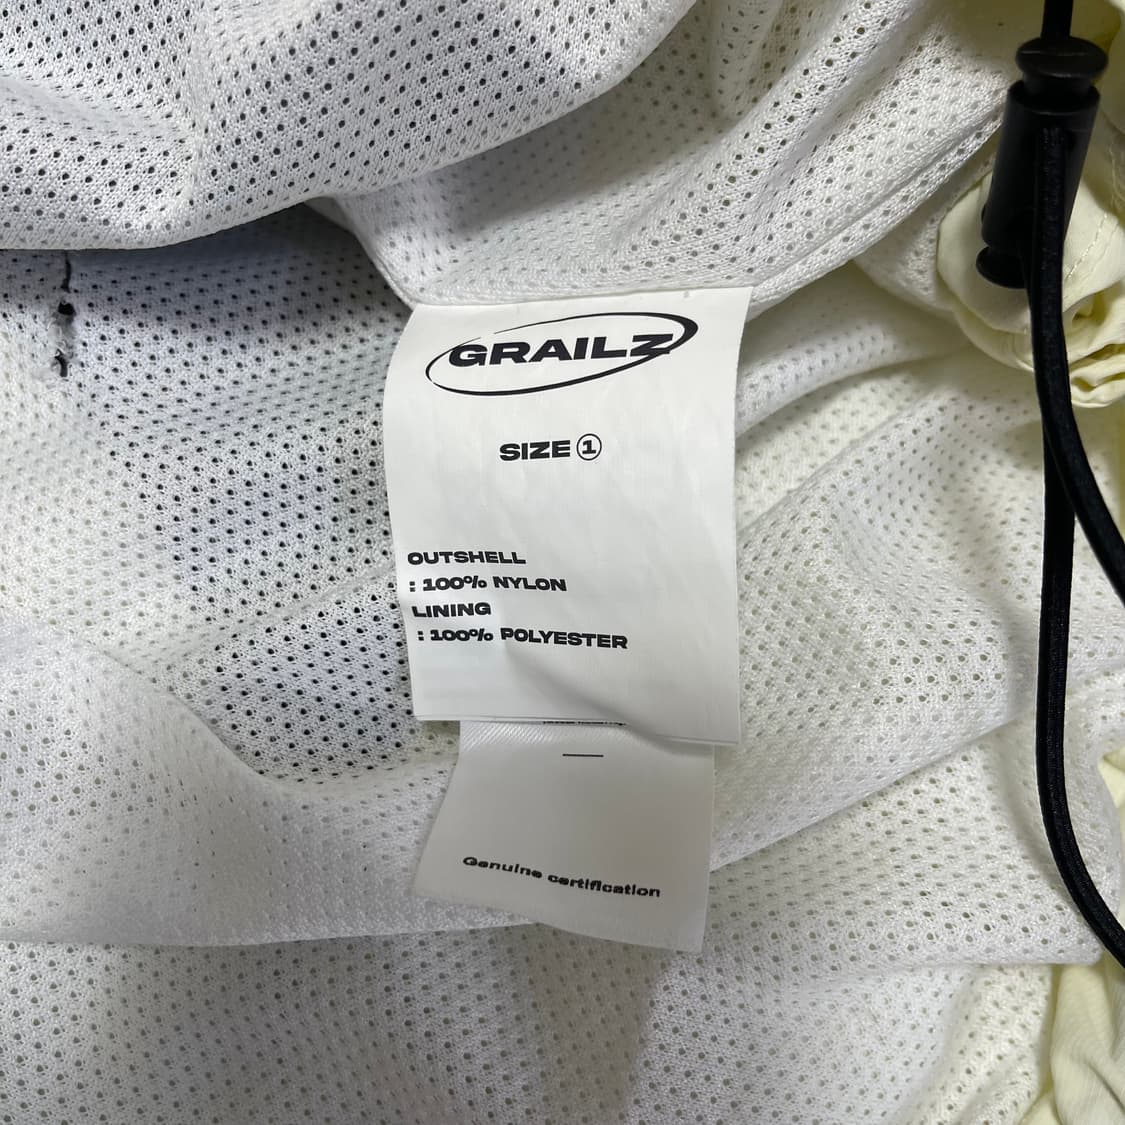 GRAILZ
SIZE ①
OUTSHELL
: 100% NYLON
LINING
: 100% POLYESTER
Genuine certification